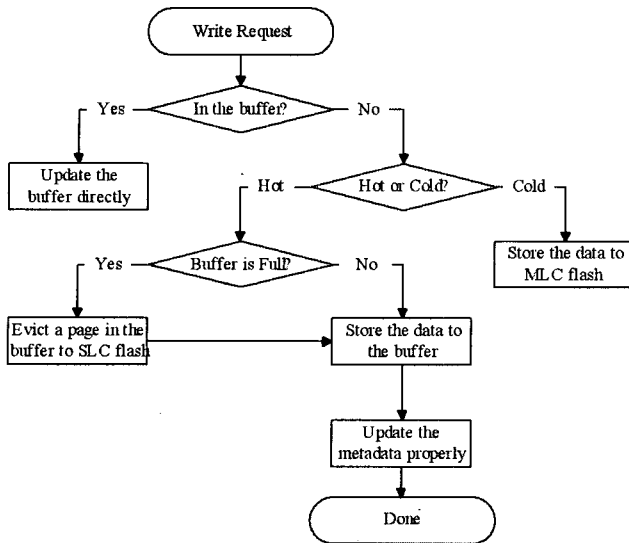 Write Request
Yes
In the buffer?
No
Update the
buffer directly
Hot
Hot or Cold?
Cold
Yes
Buffer is Full?
No
Store the data to
MLC flash
Evict a page in the
buffer to SLC flash
Store the data to
the buffer
Update the
metadata properly
Done